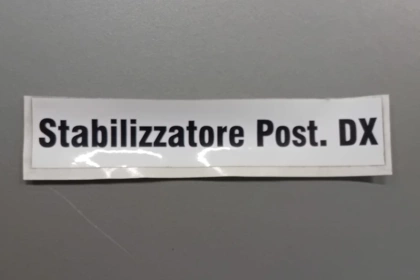 Stabilizzatore Post. DX